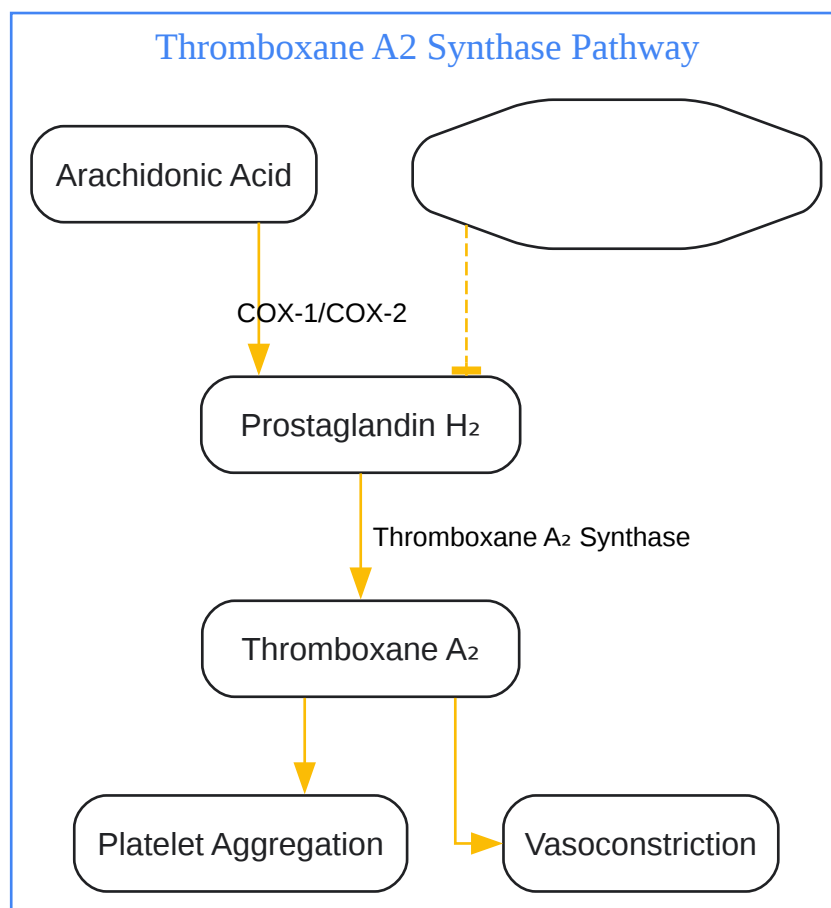 Thromboxane A2 Synthase Pathway
Arachidonic Acid
COX-1/COX-2
Prostaglandin H₂
Thromboxane A₂ Synthase
Thromboxane A₂
Platelet Aggregation
Vasoconstriction